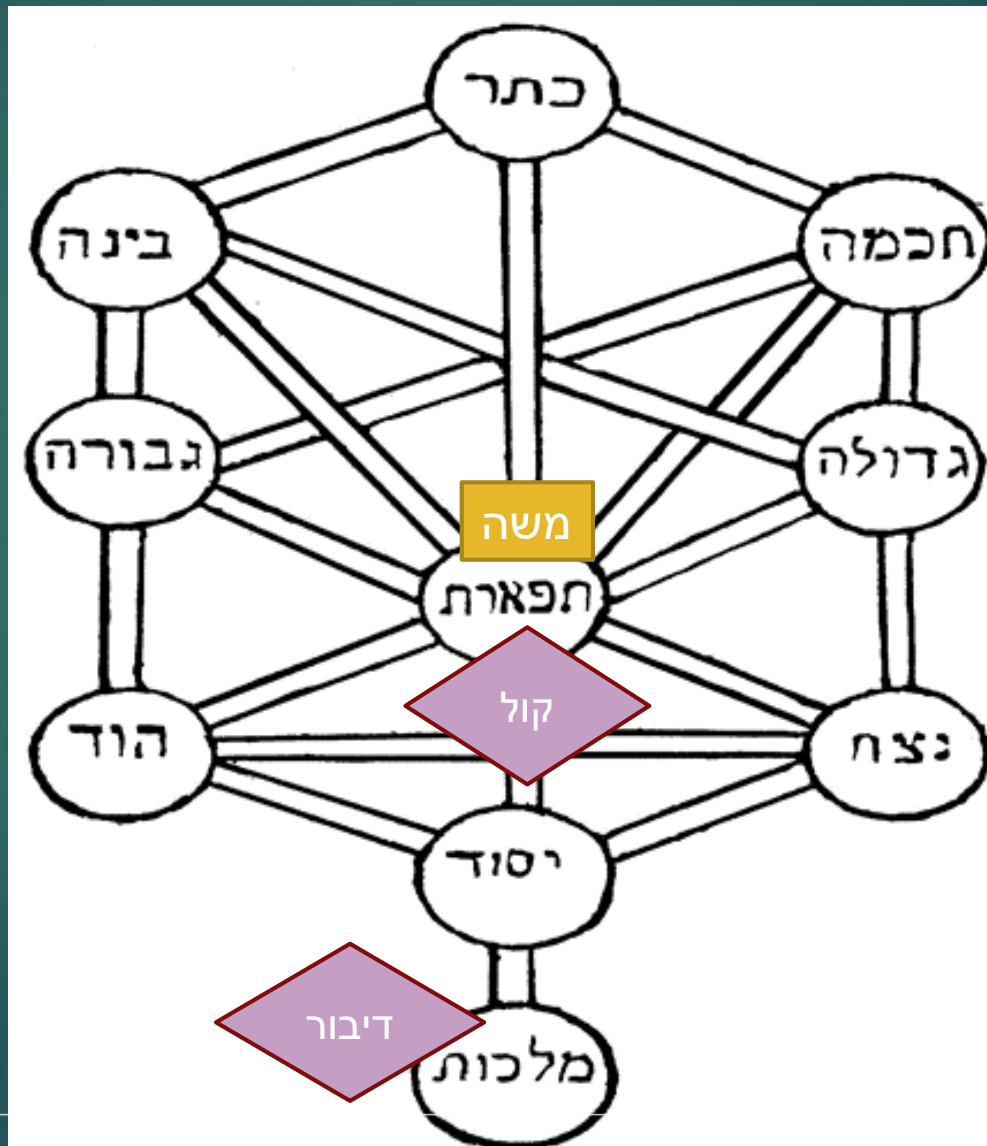 כתר
חכמה
בינה
גדולה
גבורה
משה
תפארת
קול
נצח
הוד
יסוד
דיבור
מלכות